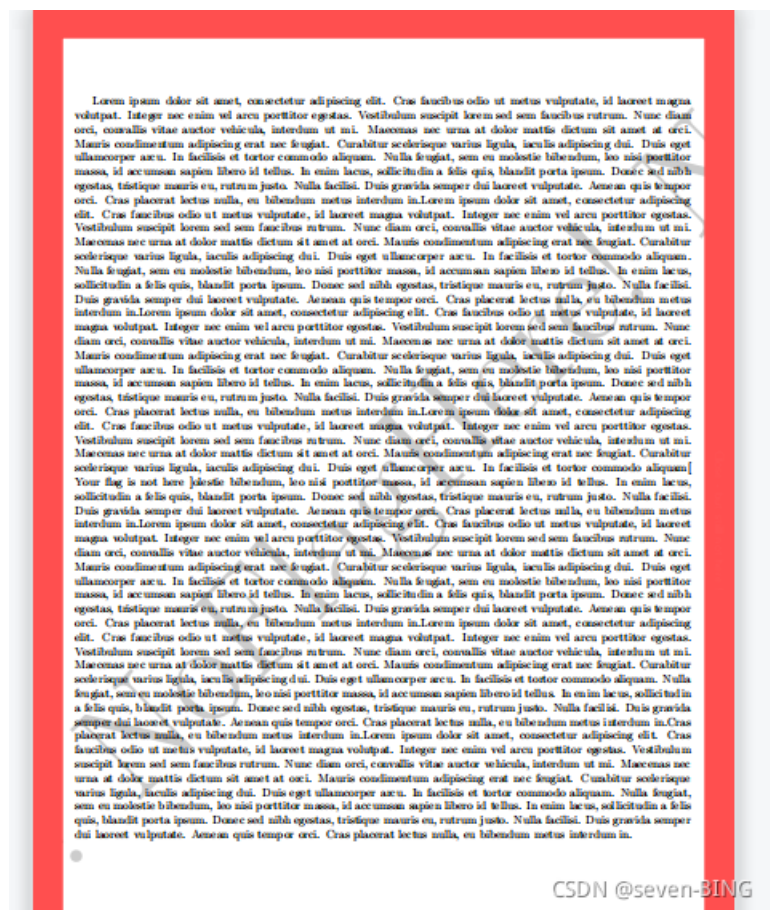 Lorem ipsum dolor sit amet, consectetur adipiscing elit. Cras faucibus odio ut metus vulputate, id laoreet magna
volutpat. Integer nec enim vel arcu porttitor egestas. Vestibulum suscipit lorem sed sem faucibus rutrum. Nunc diam
orci, convallis vitae auctor vehicula, interdum ut mi. Maecenas nec urna at dolor mattis dictum sit amet at orci.
Mauris condimentum adipiscing erat nec feugiat. Curabitur scelerisque varius ligula, iaculis adipiscing dui. Duis eget
ullamcorper arcu. In facilisis et tortor commodo aliquam. Nulla feugiat, sem eu molestie bibendum, leo nisi porttitor
massa, id accumsan sapien libero id tellus. In enim lacus, sollicitudin a felis quis, blandit porta ipsum. Donec sed nibh
egestas, tristique mauris eu, rutrum justo. Nulla facilisi. Duis gravida semper dui laoreet vulputate. Aenean quis tempor
orci. Cras placerat lectus nulla, eu bibendum metus interdum in.Lorem ipsum dolor sit amet, consectetur adipiscing
elit. Cras faucibus odio ut metus vulputate, id laoreet magna volutpat. Integer nec enim vel arcu porttitor egestas.
Vestibulum suscipit lorem sed sem faucibus rutrum. Nunc diam orci, convallis vitae auctor vehicula, interdum ut mi.
Maecenas nec urna at dolor mattis dictum sit amet at orci. Mauris condimentum adipiscing erat nec feugiat. Curabitur
scelerisque varius ligula, iaculis adipiscing dui. Duis eget ullamcorper arcu. In facilisis et tortor commodo aliquam.
Nulla feugiat, sem eu molestie bibendum, leo nisi porttitor massa, id accumsan sapien libero id tellus. In enim lacus,
sollicitudin a felis quis, blandit porta ipsum. Donec sed nibh egestas, tristique mauris eu, rutrum justo. Nulla facilisi.
Duis gravida semper dui laoreet vulputate. Aenean quis tempor orci. Cras placerat lectus nulla, eu bibendum metus
interdum in.Lorem ipsum dolor sit amet, consectetur adipiscing elit. Cras faucibus odio ut metus vulputate, id laoreet
magna volutpat. Integer nec enim vel arcu porttitor egestas. Vestibulum suscipit lorem sed sem faucibus rutrum. Nunc
diam orci, convallis vitae auctor vehicula, interdum ut mi. Maecenas nec urna at dolor mattis dictum sit amet at orci.
Mauris condimentum adipiscing erat nec feugiat. Curabitur scelerisque varius ligula, iaculis adipiscing dui. Duis eget
ullamcorper arcu. In facilisis et tortor commodo aliquam. Nulla feugiat, sem eu molestie bibendum, leo nisi porttitor
massa, id accumsan sapien libero id tellus. In enim lacus, sollicitudin a felis quis, blandit porta ipsum. Donec sed nibh
egestas, tristique mauris eu, rutrum justo. Nulla facilisi. Duis gravida semper dui laoreet vulputate. Aenean quis tempor
orci. Cras placerat lectus nulla, eu bibendum metus interdum in.Lorem ipsum dolor sit amet, consectetur adipiscing
elit. Cras faucibus odio ut metus vulputate, id laoreet magna volutpat. Integer nec enim vel arcu porttitor egestas.
Vestibulum suscipit lorem sed sem faucibus rutrum. Nunc diam orci, convallis vitae auctor vehicula, interdum ut mi.
Maecenas nec urna at dolor mattis dictum sit amet at orci. Mauris condimentum adipiscing erat nec feugiat. Curabitur
scelerisque varius ligula, iaculis adipiscing dui. Duis eget ullamcorper arcu. In facilisis et tortor commodo aliquam[
Your flag is not here ]olestie bibendum, leo nisi porttitor massa, id accumsan sapien libero id tellus. In enim lacus,
sollicitudin a felis quis, blandit porta ipsum. Donec sed nibh egestas, tristique mauris eu, rutrum justo. Nulla facilisi.
Duis gravida semper dui laoreet vulputate. Aenean quis tempor orci. Cras placerat lectus nulla, eu bibendum metus
interdum in.Lorem ipsum dolor sit amet, consectetur adipiscing elit. Cras faucibus odio ut metus vulputate, id laoreet
magna volutpat. Integer nec enim vel arcu porttitor egestas. Vestibulum suscipit lorem sed sem faucibus rutrum. Nunc
diam orci, convallis vitae auctor vehicula, interdum ut mi. Maecenas nec urna at dolor mattis dictum sit amet at orci.
Mauris condimentum adipiscing erat nec feugiat. Curabitur scelerisque varius ligula, iaculis adipiscing dui. Duis eget
ullamcorper arcu. In facilisis et tortor commodo aliquam. Nulla feugiat, sem eu molestie bibendum, leo nisi porttitor
massa, id accumsan sapien libero id tellus. In enim lacus, sollicitudin a felis quis, blandit porta ipsum. Donec sed nibh
egestas, tristique mauris eu, rutrum justo. Nulla facilisi. Duis gravida semper dui laoreet vulputate. Aenean quis tempor
orci. Cras placerat lectus nulla, eu bibendum metus interdum in.Lorem ipsum dolor sit amet, consectetur adipiscing
elit. Cras faucibus odio ut metus vulputate, id laoreet magna volutpat. Integer nec enim vel arcu porttitor egestas.
Vestibulum suscipit lorem sed sem faucibus rutrum. Nunc diam orci, convallis vitae auctor vehicula, interdum ut mi.
Maecenas nec urna at dolor mattis dictum sit amet at orci. Mauris condimentum adipiscing erat nec feugiat. Curabitur
scelerisque varius ligula, iaculis adipiscing dui. Duis eget ullamcorper arcu. In facilisis et tortor commodo aliquam. Nulla
feugiat, sem eu molestie bibendum, leo nisi porttitor massa, id accumsan sapien libero id tellus. In enim lacus, sollicitudin
a felis quis, blandit porta ipsum. Donec sed nibh egestas, tristique mauris eu, rutrum justo. Nulla facilisi. Duis gravida
semper dui laoreet vulputate. Aenean quis tempor orci. Cras placerat lectus nulla, eu bibendum metus interdum in.Cras
placerat lectus nulla, eu bibendum metus interdum in.Lorem ipsum dolor sit amet, consectetur adipiscing elit. Cras
faucibus odio ut metus vulputate, id laoreet magna volutpat. Integer nec enim vel arcu porttitor egestas. Vestibulum
suscipit lorem sed sem faucibus rutrum. Nunc diam orci, convallis vitae auctor vehicula, interdum ut mi. Maecenas nec
urna at dolor mattis dictum sit amet at orci. Mauris condimentum adipiscing erat nec feugiat. Curabitur scelerisque
varius ligula, iaculis adipiscing dui. Duis eget ullamcorper arcu. In facilisis et tortor commodo aliquam. Nulla feugiat,
sem eu molestie bibendum, leo nisi porttitor massa, id accumsan sapien libero id tellus. In enim lacus, sollicitudin a felis
quis, blandit porta ipsum. Donec sed nibh egestas, tristique mauris eu, rutrum justo. Nulla facilisi. Duis gravida semper
dui laoreet vulputate. Aenean quis tempor orci. Cras placerat lectus nulla, eu bibendum metus interdum in.
CSDN @seven-BING